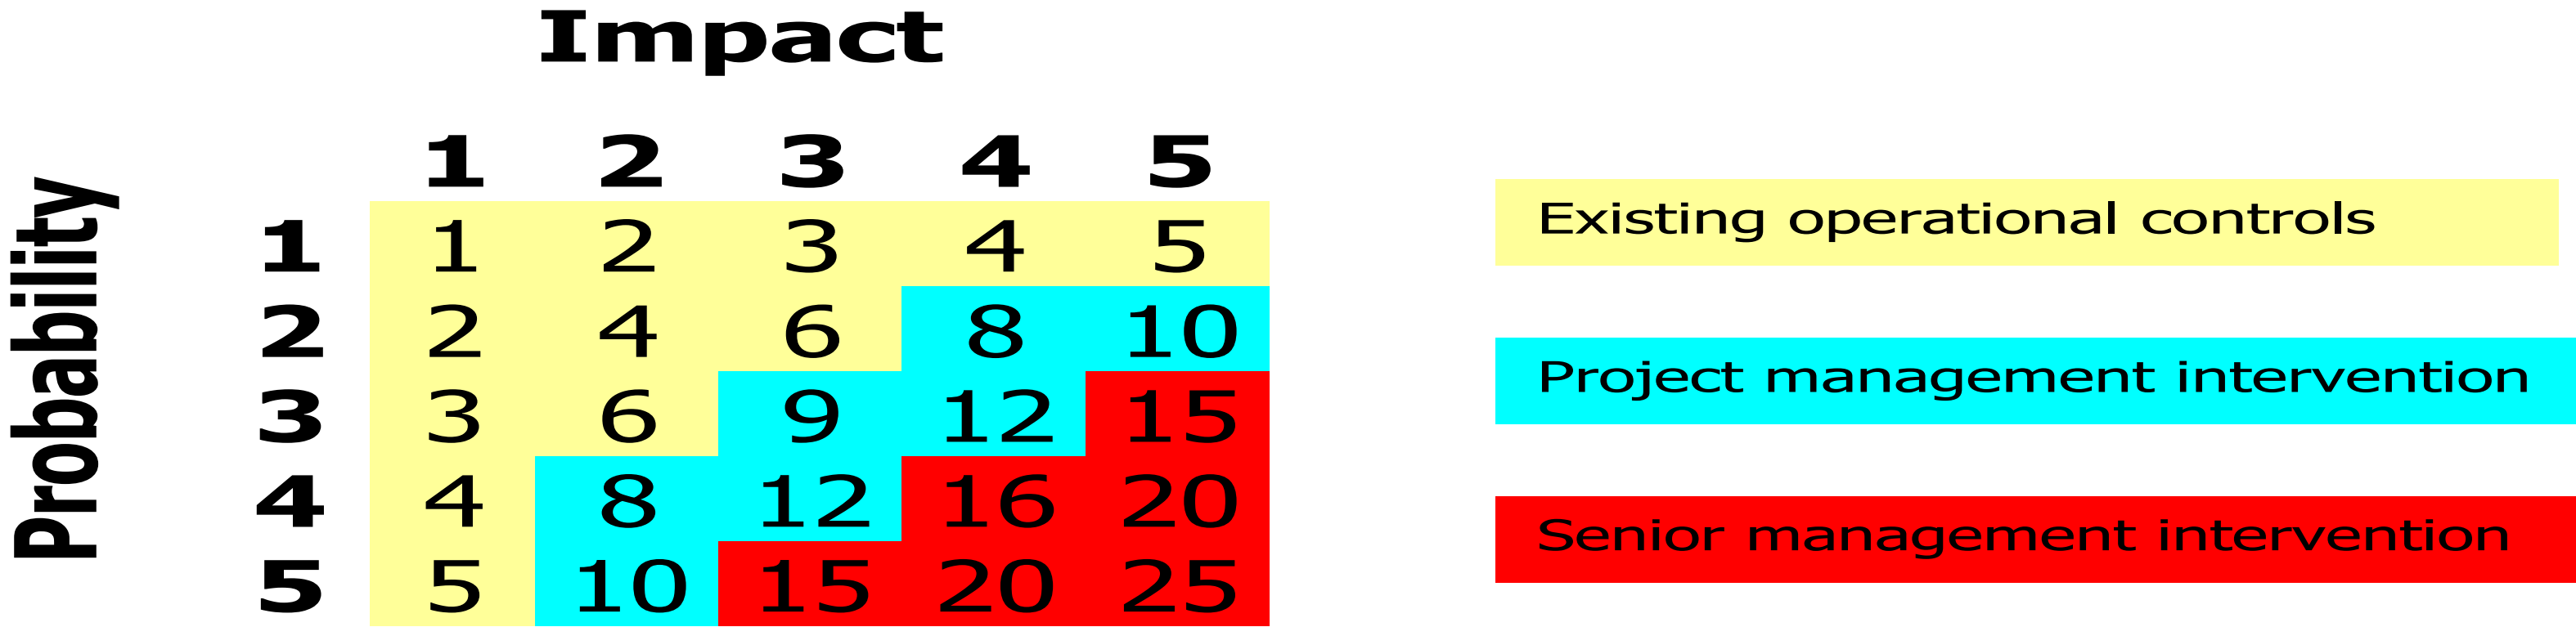 Impact
Probability
1 2 3 4 5
1 1 2 3 4 5
2 2 4 6 8 10
3 3 6 9 12 15
4 4 8 12 16 20
5 5 10 15 20 25
Existing operational controls
Project management intervention
Senior management intervention